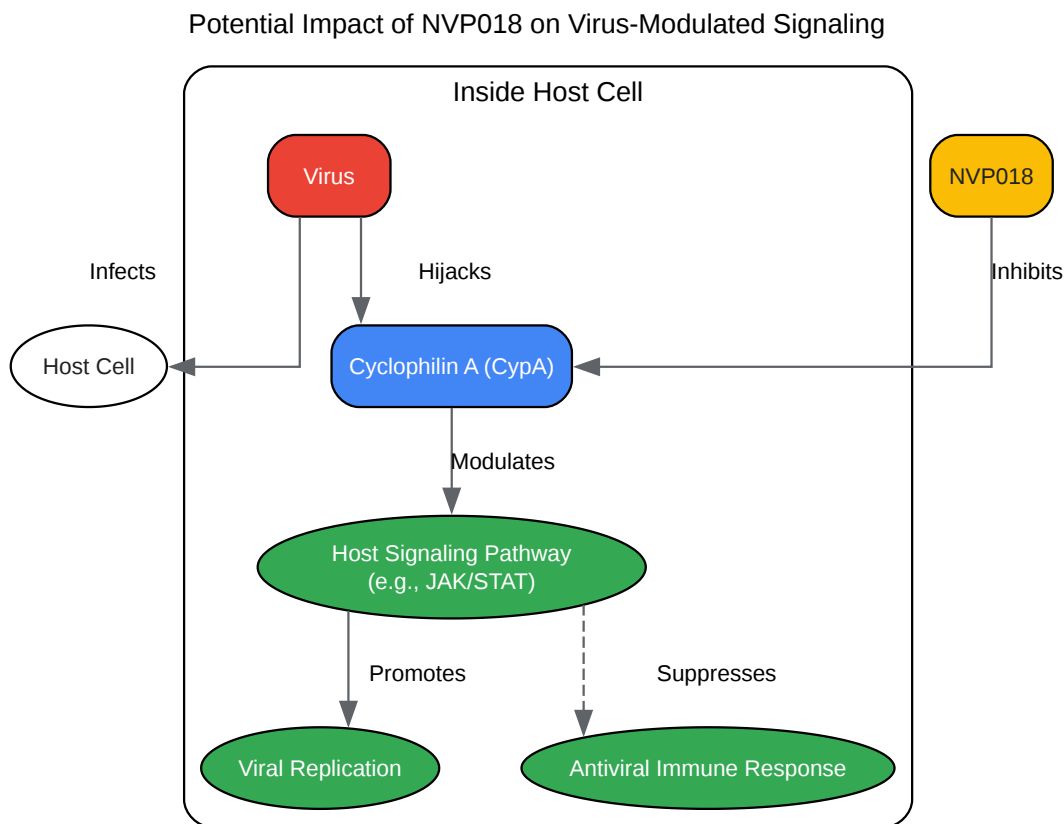 Potential Impact of NVP018 on Virus-Modulated Signaling
Inside Host Cell
Virus
NVP018
Infects
Hijacks
Inhibits
Host Cell
Cyclophilin A (CypA)
Modulates
Host Signaling Pathway
(e.g., JAK/STAT)
Promotes
Suppresses
Viral Replication
Antiviral Immune Response